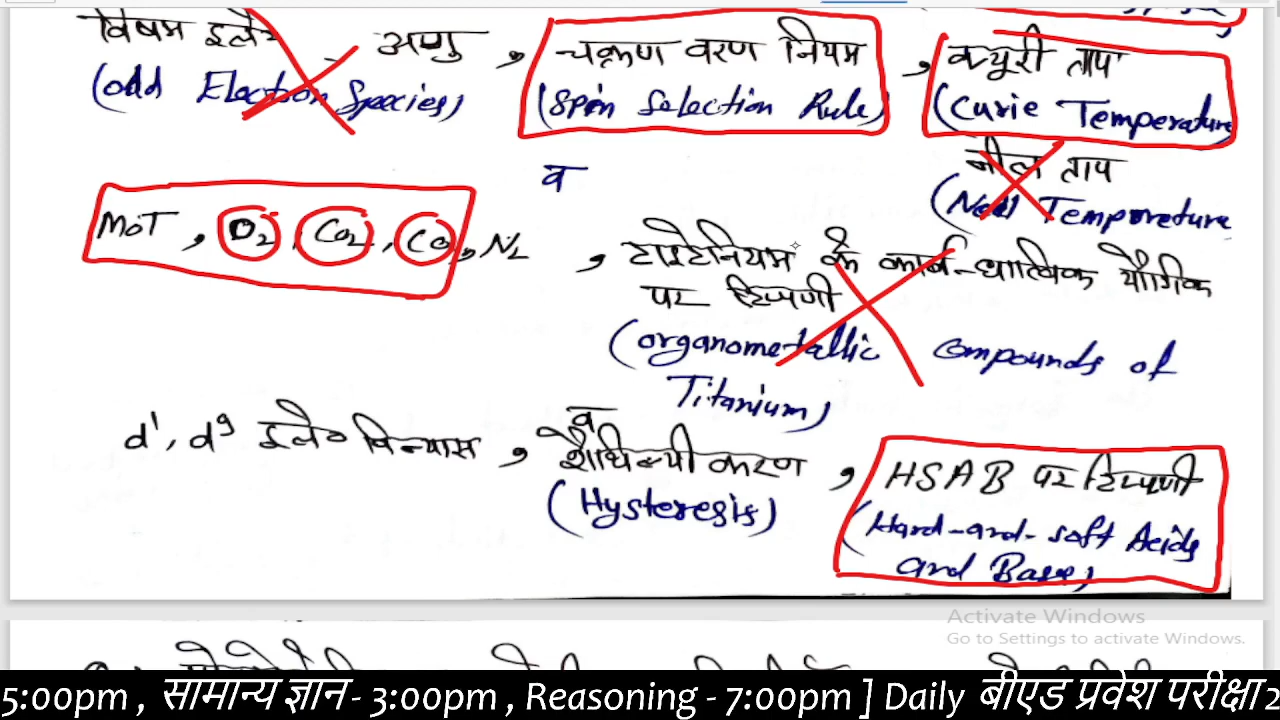 विषम इले० अणु , चक्रण वरण नियम , क्यूरी ताप
(odd Electron Species) (Spin Selection Rule) (Curie Temperature
व नील ताप
Temperature
MOT , O2 , CO2 , CO , N2 , टाइटेनियम के कार्ब-धात्विक यौगिक
पर टिप्पणी
(organometallic compounds of
Titanium)
व
d¹, d⁹ इले० विन्यास , शैथिल्यीकरण , HSAB पर टिप्पणी
(Hysteresis) (Hard-and-soft Acids
and Base)
Activate Windows
Go to Settings to activate Windows.
5:00pm , सामान्य ज्ञान - 3:00pm , Reasoning - 7:00pm ] Daily बीएड प्रवेश परीक्षा 2